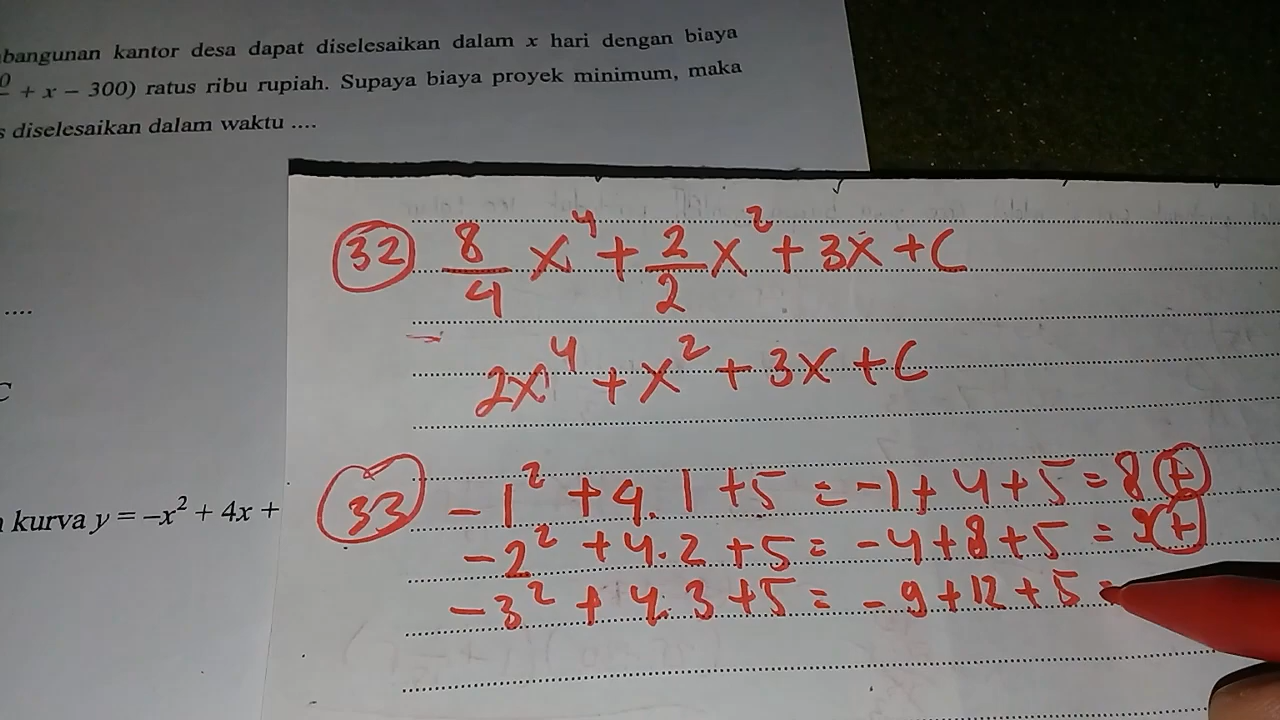 bangunan kantor desa dapat diselesaikan dalam x hari dengan biaya
+ x − 300) ratus ribu rupiah. Supaya biaya proyek minimum, maka
s diselesaikan dalam waktu ....
....
C
kurva y = −x² + 4x +
32 8/4 x⁴ + 2/2 x² + 3x + C
2x⁴ + x² + 3x + C
33 -1² + 4.1 + 5 = -1 + 4 + 5 = 8 +
-2² + 4.2 + 5 = -4 + 8 + 5 = 9 +
-3² + 4.3 + 5 = -9 + 12 + 5 =